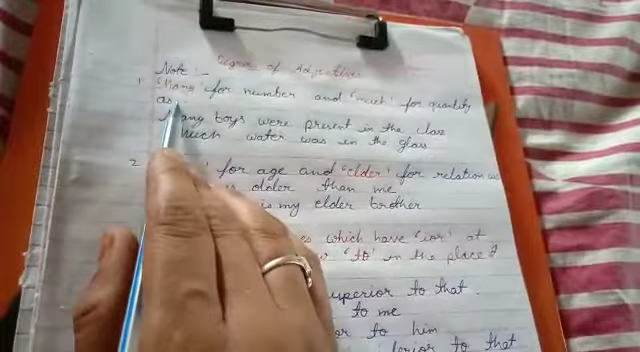 Degree of Adjectives
Note :-
1. 'Many' for number and 'much' for quantity
as
Many boys were present in the class
Much water was in the glass
2. for age and 'elder' for relation as
is older than me
is my elder brother
which have 'ior' at
'to' in the place of
superior to that.
to me
to him
to that